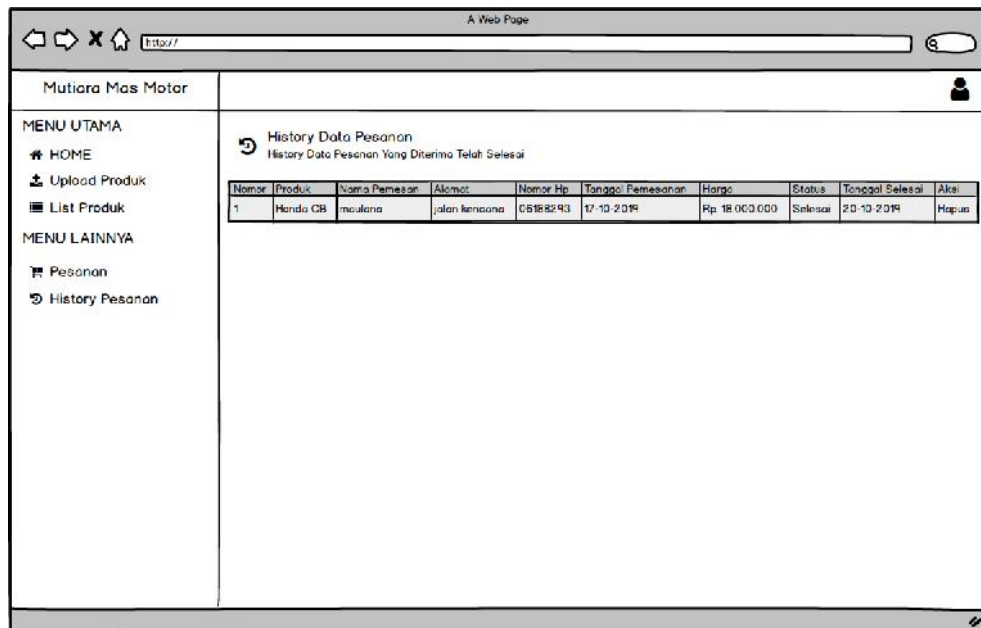 A Web Page
http://
Mutiara Mas Motor
MENU UTAMA
HOME
Upload Produk
List Produk
MENU LAINNYA
Pesanan
History Pesanan
History Data Pesanan
History Data Pesanan Yang Diterima Telah Selesai
Nomor Produk Nama Pemesan Alamat Nomor Hp Tanggal Pemesanan Harga Status Tanggal Selesai Aksi
1 Honda CB maulana jalan kencana 06188293 17-10-2019 Rp. 18.000.000 Selesai 20-10-2019 Hapus